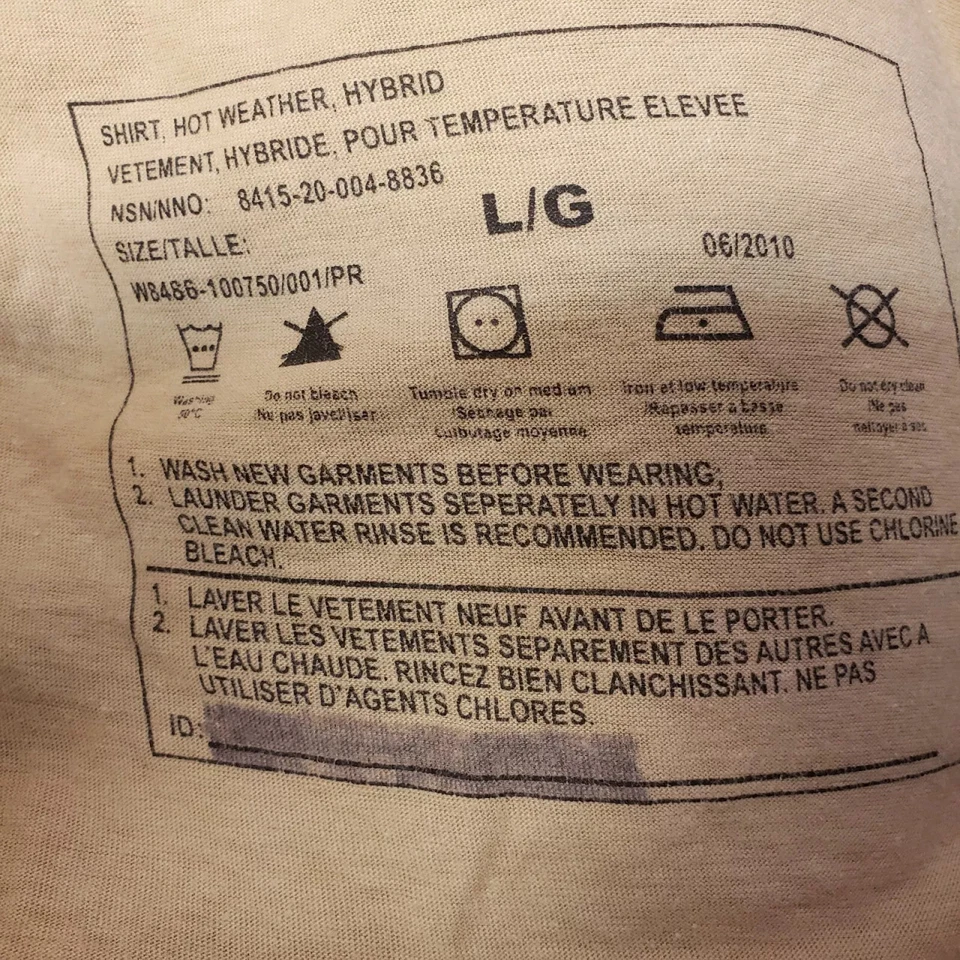 SHIRT, HOT WEATHER, HYBRID
VETEMENT, HYBRIDE, POUR TEMPERATURE ELEVEE
NSN/NNO: 8415-20-004-8836
SIZE/TALLE: L/G
W8486-100750/001/PR 06/2010
Washing
50°C
Do not bleach
Ne pas javelliser
Tumble dry on medium
Séchage par
culbutage moyenne
Iron at low temperature
Repasser a basse
temperature
Do not dry clean
Ne pas
nettoyer a sec
1. WASH NEW GARMENTS BEFORE WEARING;
2. LAUNDER GARMENTS SEPERATELY IN HOT WATER. A SECOND
CLEAN WATER RINSE IS RECOMMENDED. DO NOT USE CHLORINE
BLEACH.
1. LAVER LE VETEMENT NEUF AVANT DE LE PORTER.
2. LAVER LES VETEMENTS SEPAREMENT DES AUTRES AVEC A
L'EAU CHAUDE. RINCEZ BIEN CLANCHISSANT. NE PAS
UTILISER D'AGENTS CHLORES.
ID: